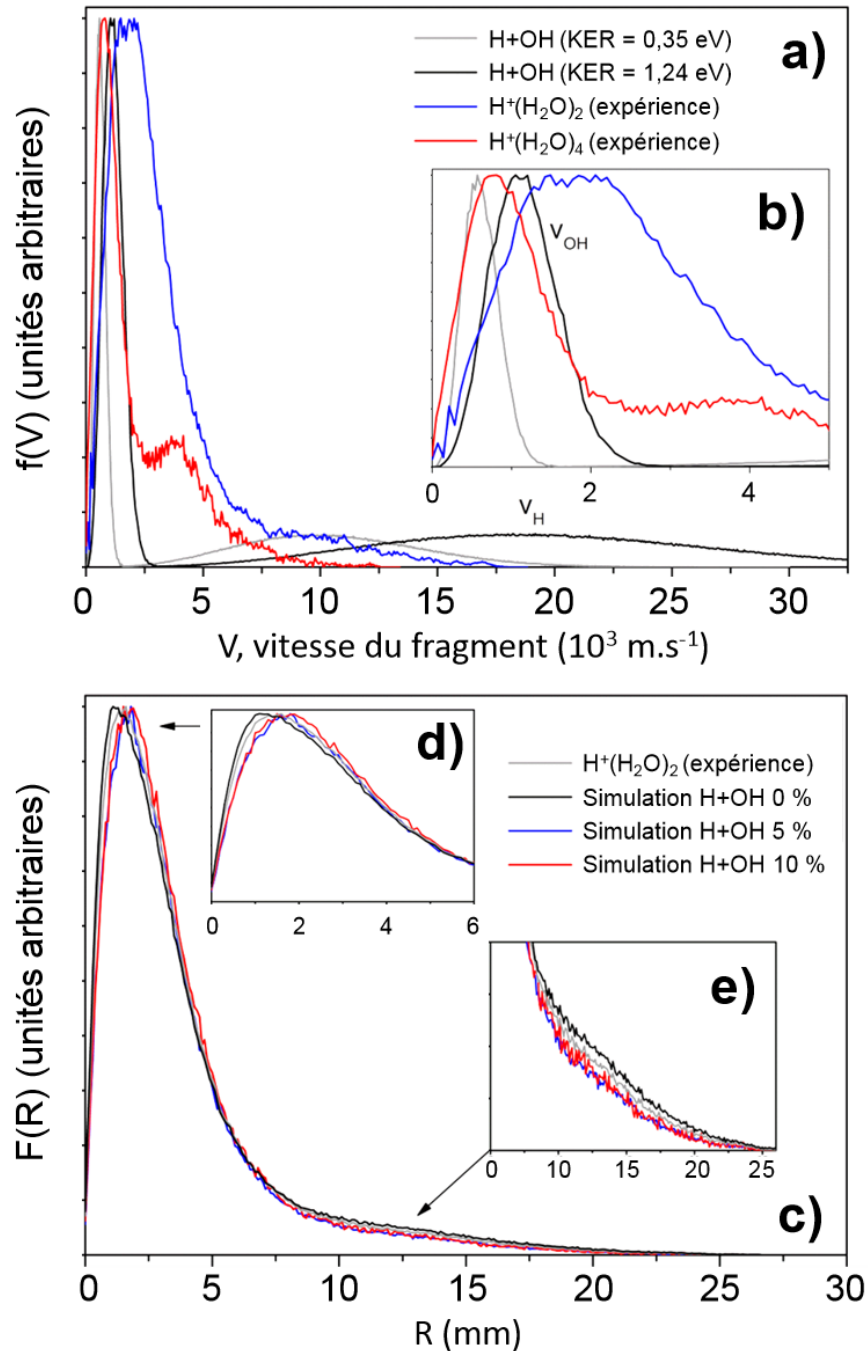 a)
H+OH (KER = 0,35 eV)
H+OH (KER = 1,24 eV)
H⁺(H₂O)₂ (expérience)
H⁺(H₂O)₄ (expérience)
b)
v_OH
0 2 4
v_H
f(V) (unités arbitraires)
0 5 10 15 20 25 30
V, vitesse du fragment (10³ m.s⁻¹)
d)
H⁺(H₂O)₂ (expérience)
Simulation H+OH 0 %
Simulation H+OH 5 %
Simulation H+OH 10 %
0 2 4 6
e)
0 5 10 15 20 25
F(R) (unités arbitraires)
c)
0 5 10 15 20 25 30
R (mm)